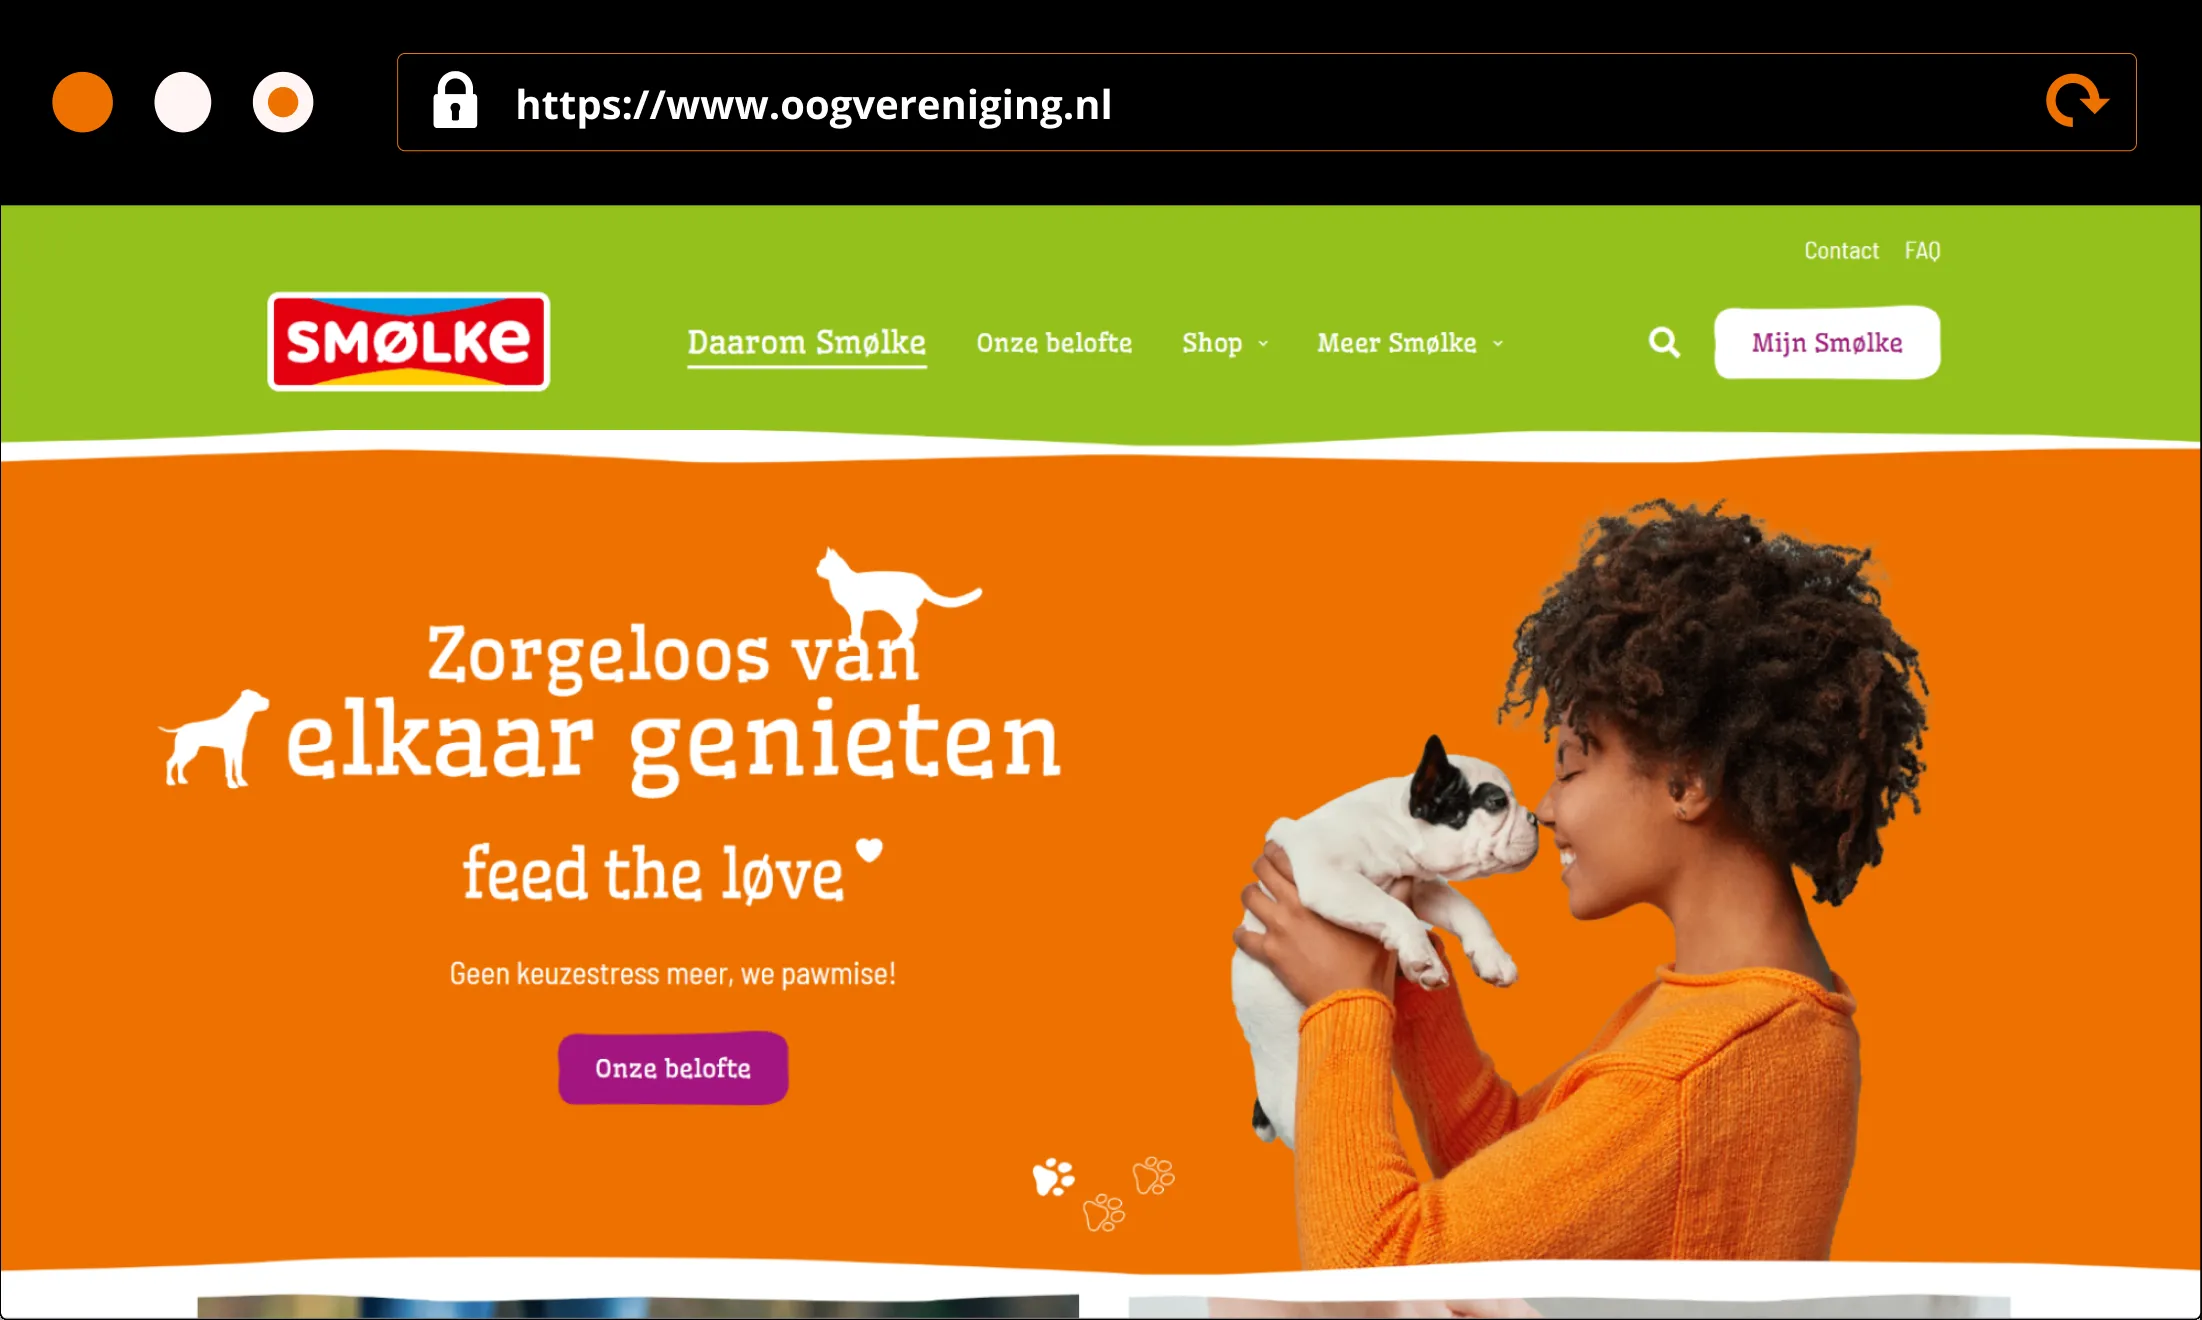 https://www.oogvereniging.nl
Contact FAQ
SMØLKE
Daarom Smølke Onze belofte Shop Meer Smølke Mijn Smølke
Zorgeloos van
elkaar genieten
feed the løve
Geen keuzestress meer, we pawmise!
Onze belofte